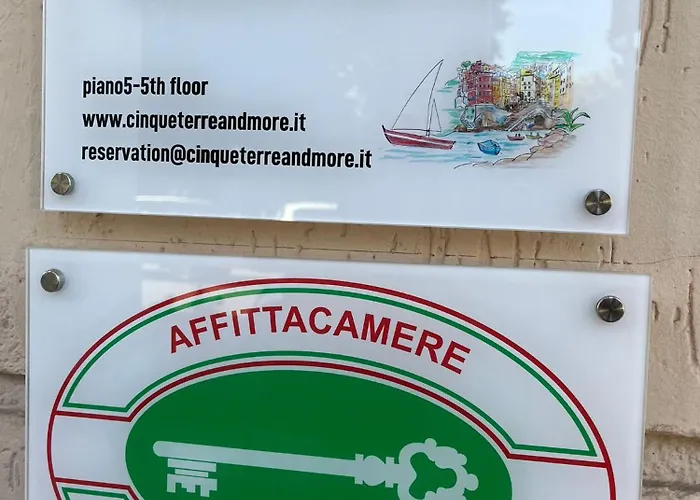 piano5-5th floor
www.cinqueterreandmore.it
reservation@cinqueterreandmore.it
AFFITTACAMERE